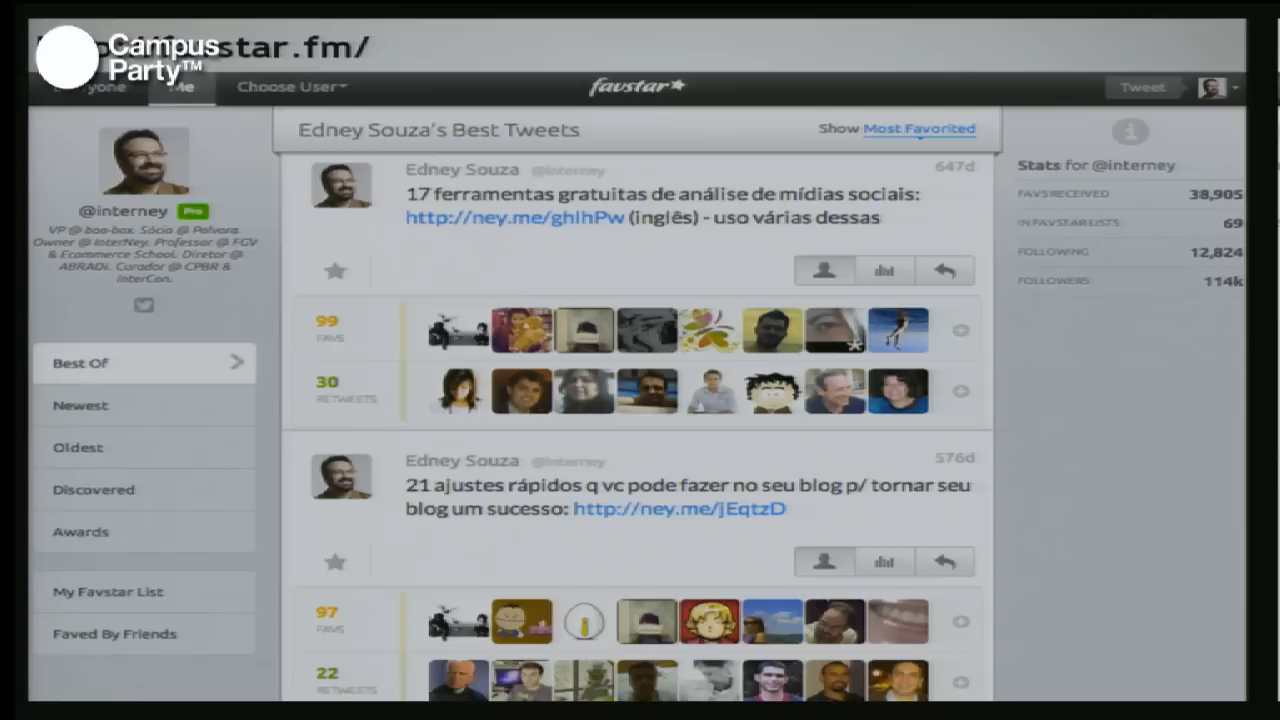 Campus
Party™
star.fm/
Everyone
Me
Choose User
favstar
Tweet
@interney Pro
VP @ boo-box. Sócio @ Polvora.
Owner @ InterNey. Professor @ FGV
& Ecommerce School. Diretor @
ABRADi. Curador @ CPBR &
InterCon.
Best Of
Newest
Oldest
Discovered
Awards
My Favstar List
Faved By Friends
Edney Souza's Best Tweets
Show Most Favorited
Edney Souza @interney
647d
17 ferramentas gratuitas de análise de mídias sociais:
http://ney.me/ghIhPw (inglês) - uso várias dessas
99
FAVS
30
RETWEETS
Edney Souza @interney
576d
21 ajustes rápidos q vc pode fazer no seu blog p/ tornar seu
blog um sucesso: http://ney.me/jEqtzD
97
FAVS
22
RETWEETS
Stats for @interney
FAVS RECEIVED 38,905
IN FAVSTAR LISTS 69
FOLLOWING 12,824
FOLLOWERS 114k